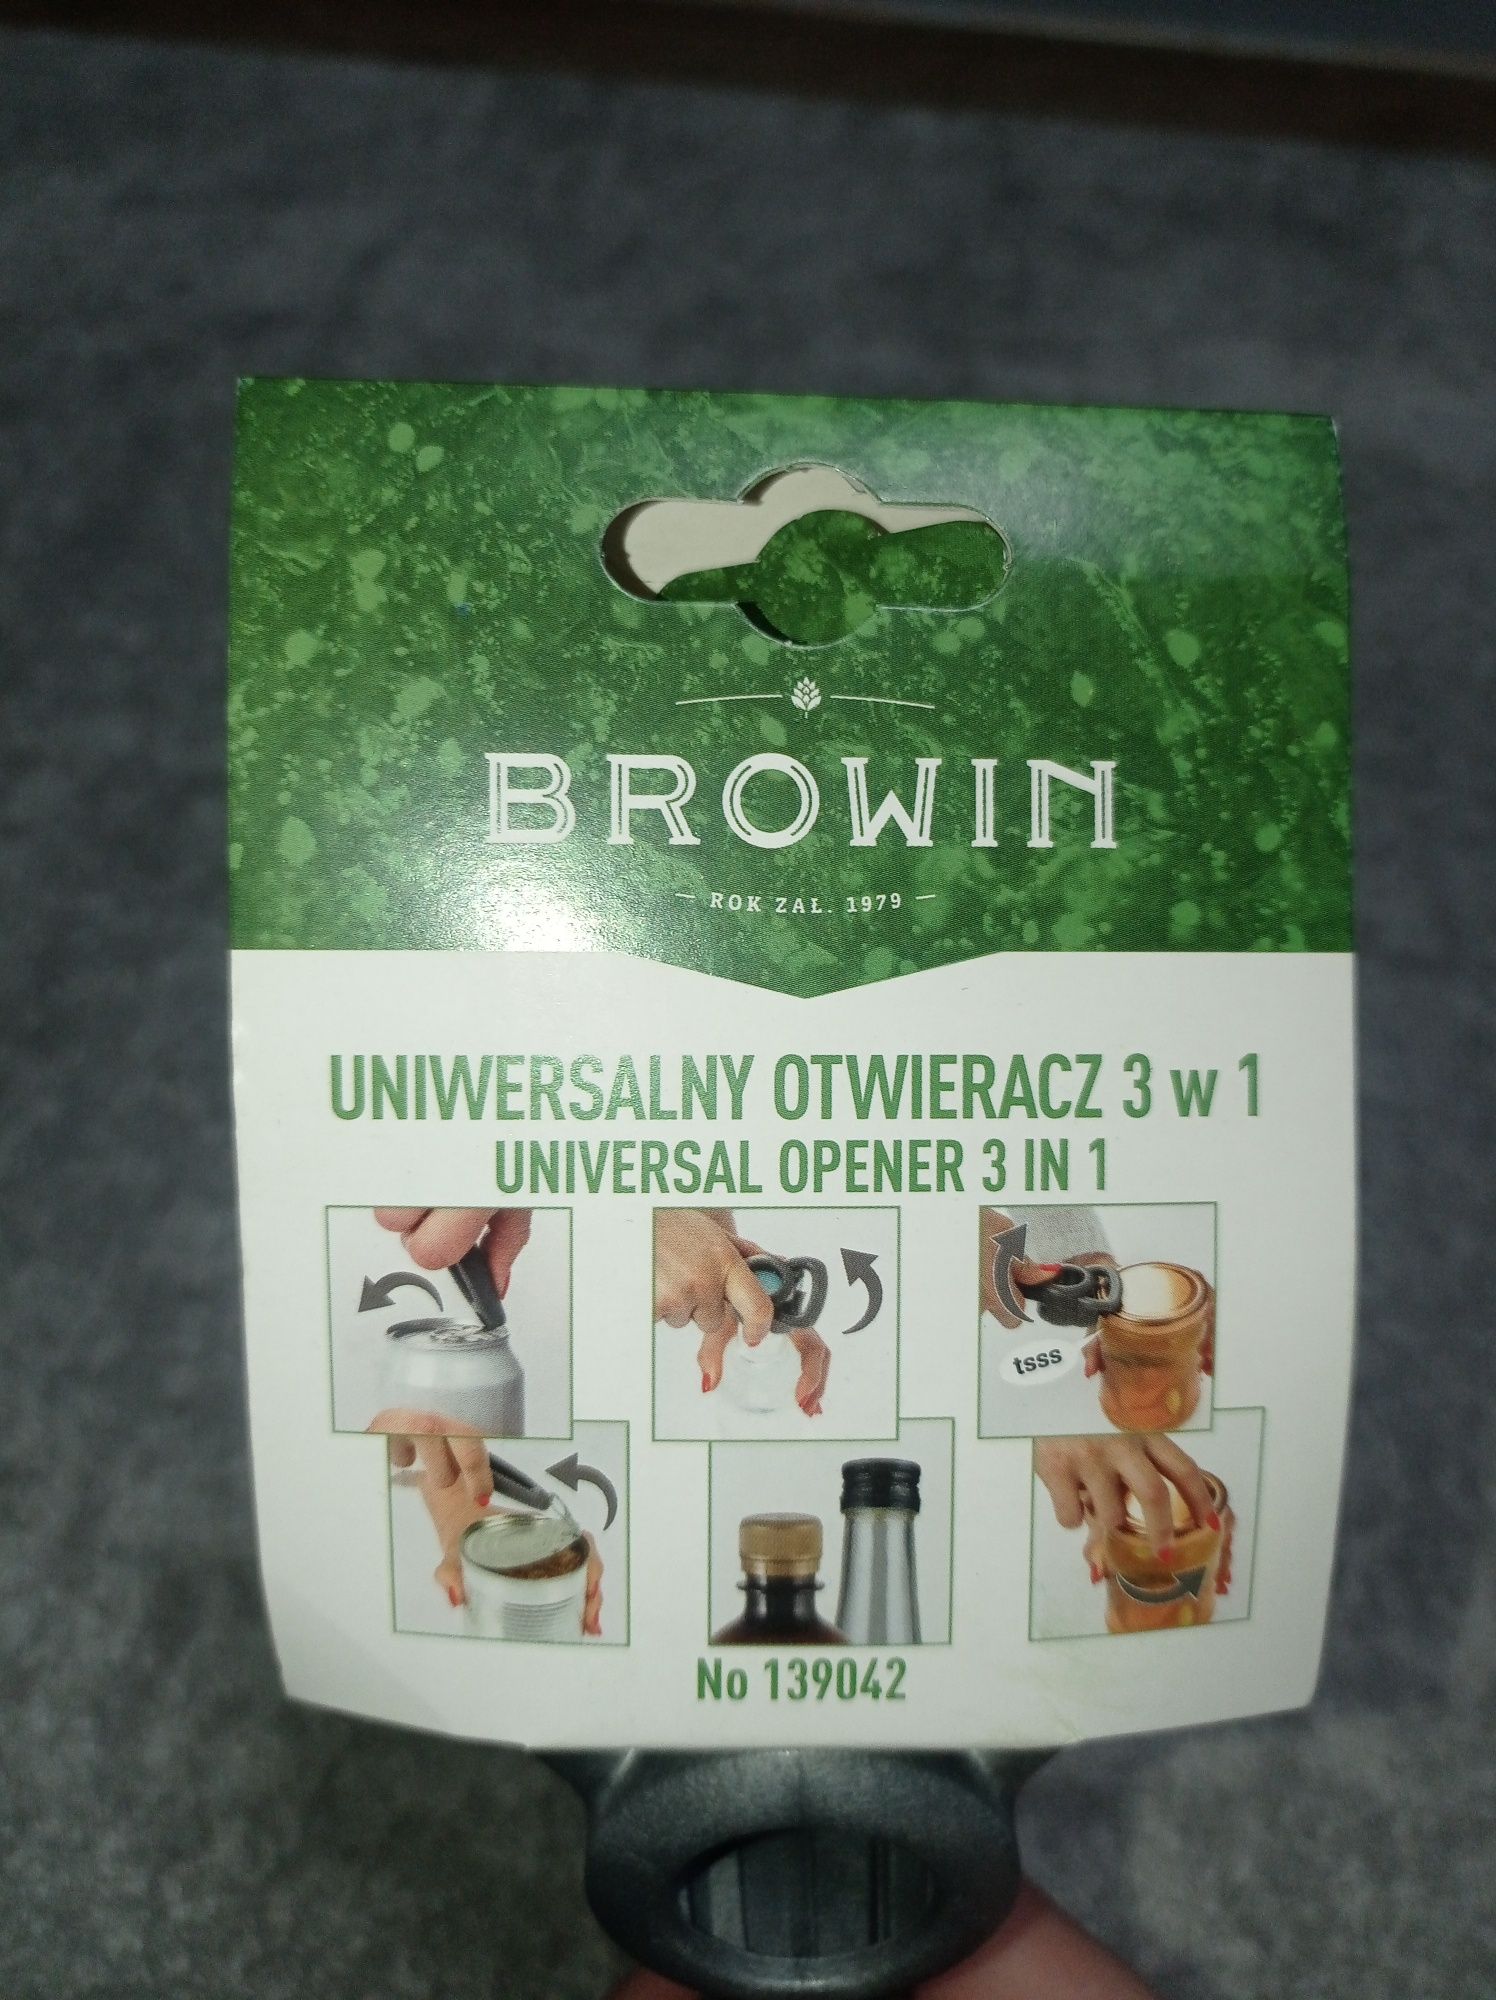 BROWIN
ROK ZAŁ. 1979
UNIWERSALNY OTWIERACZ 3 w 1
UNIVERSAL OPENER 3 IN 1
tsss
No 139042